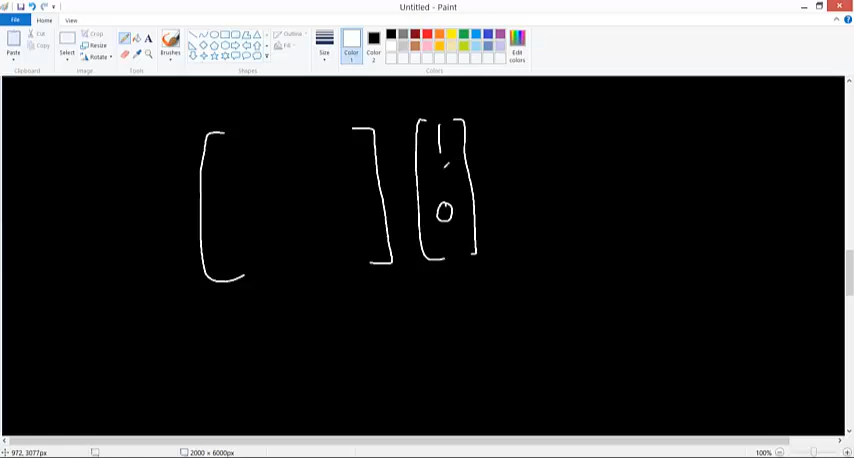 Untitled - Paint
File Home View
Paste
Cut
Copy
Clipboard
Select
Crop
Resize
Rotate
Image
A
Tools
Brushes
Shapes
Outline
Fill
Size
Color 1
Color 2
Edit colors
Colors
1
0
972, 3077px
2000 × 6000px
100%